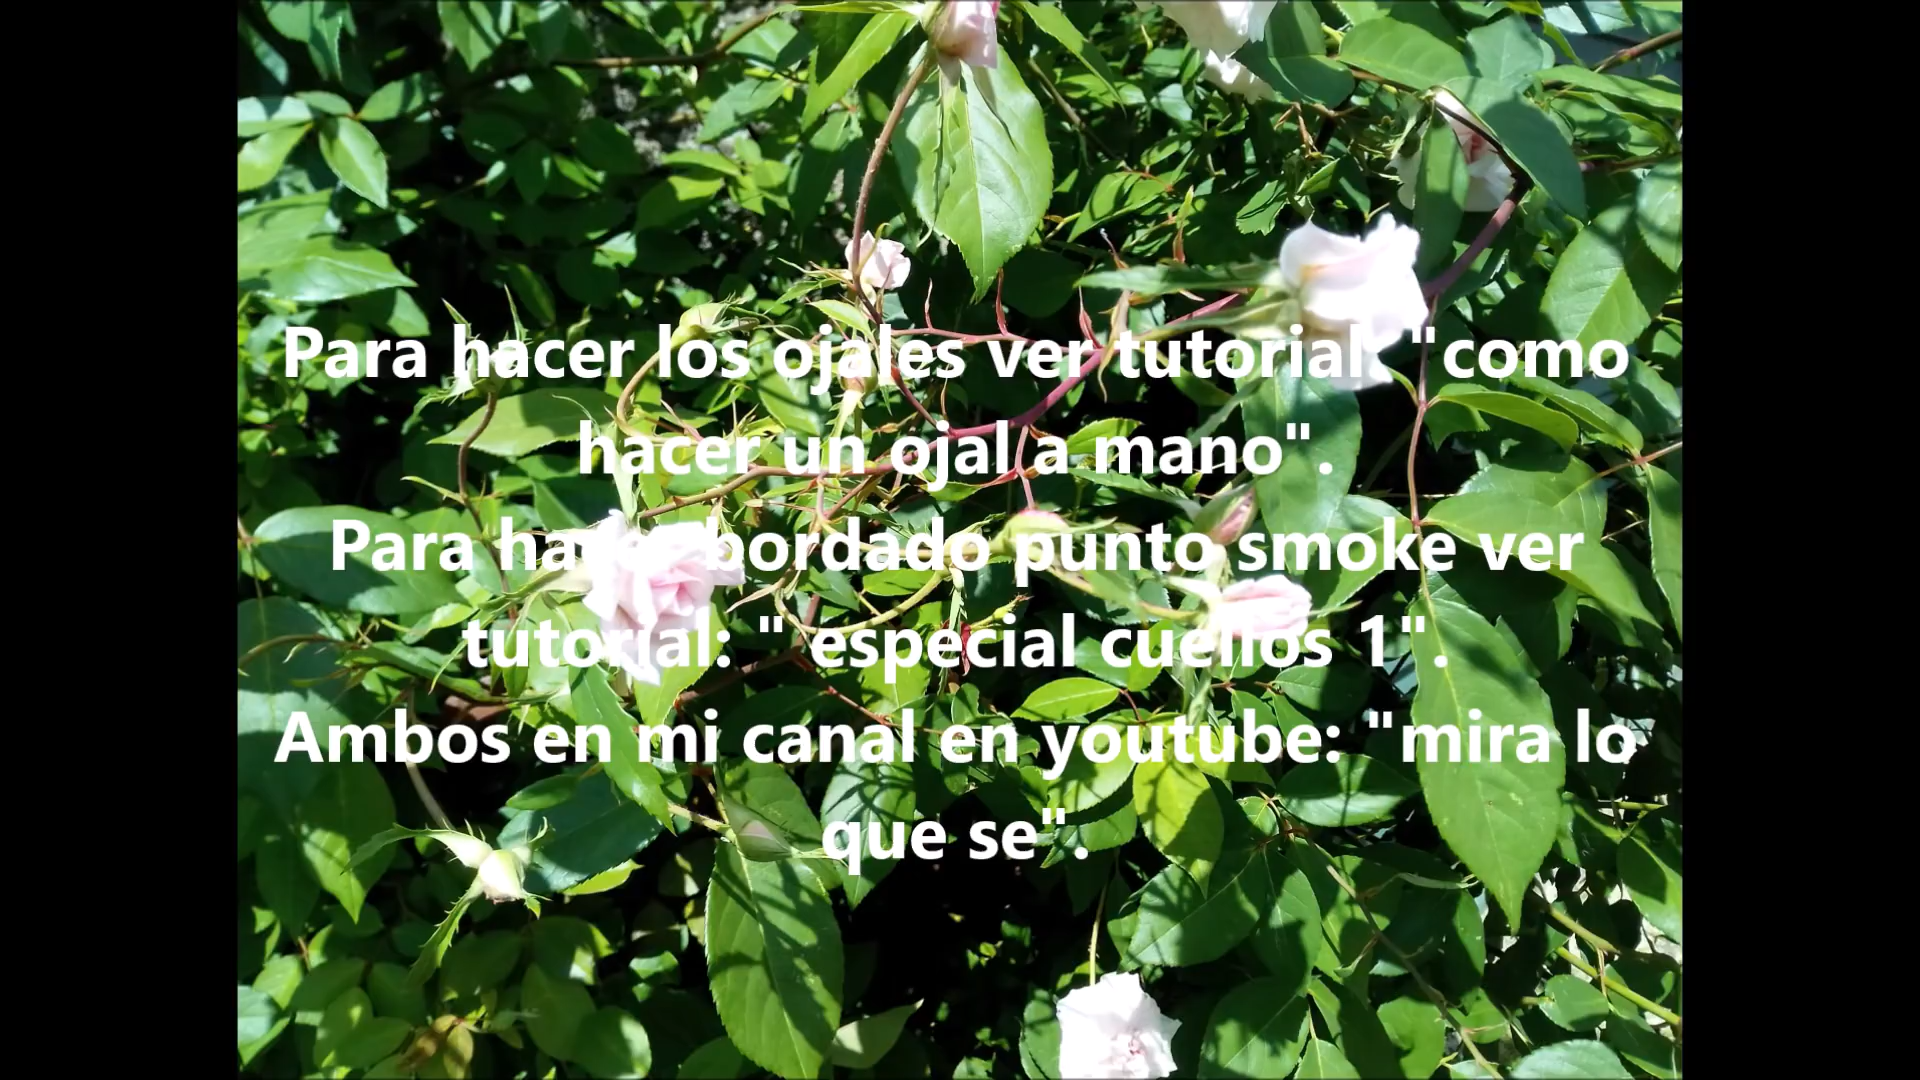 Para hacer los ojales ver tutorial: "como
hacer un ojal a mano".
Para hacer bordado punto smoke ver
tutorial: " especial cuellos 1".
Ambos en mi canal en youtube: "mira lo
que se".